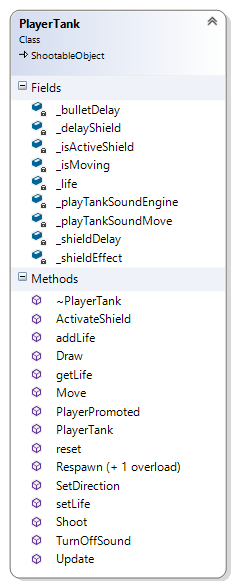 PlayerTank
Class
ShootableObject
Fields
_bulletDelay
_delayShield
_isActiveShield
_isMoving
_life
_playTankSoundEngine
_playTankSoundMove
_shieldDelay
_shieldEffect
Methods
~PlayerTank
ActivateShield
addLife
Draw
getLife
Move
PlayerPromoted
PlayerTank
reset
Respawn (+ 1 overload)
SetDirection
setLife
Shoot
TurnOffSound
Update